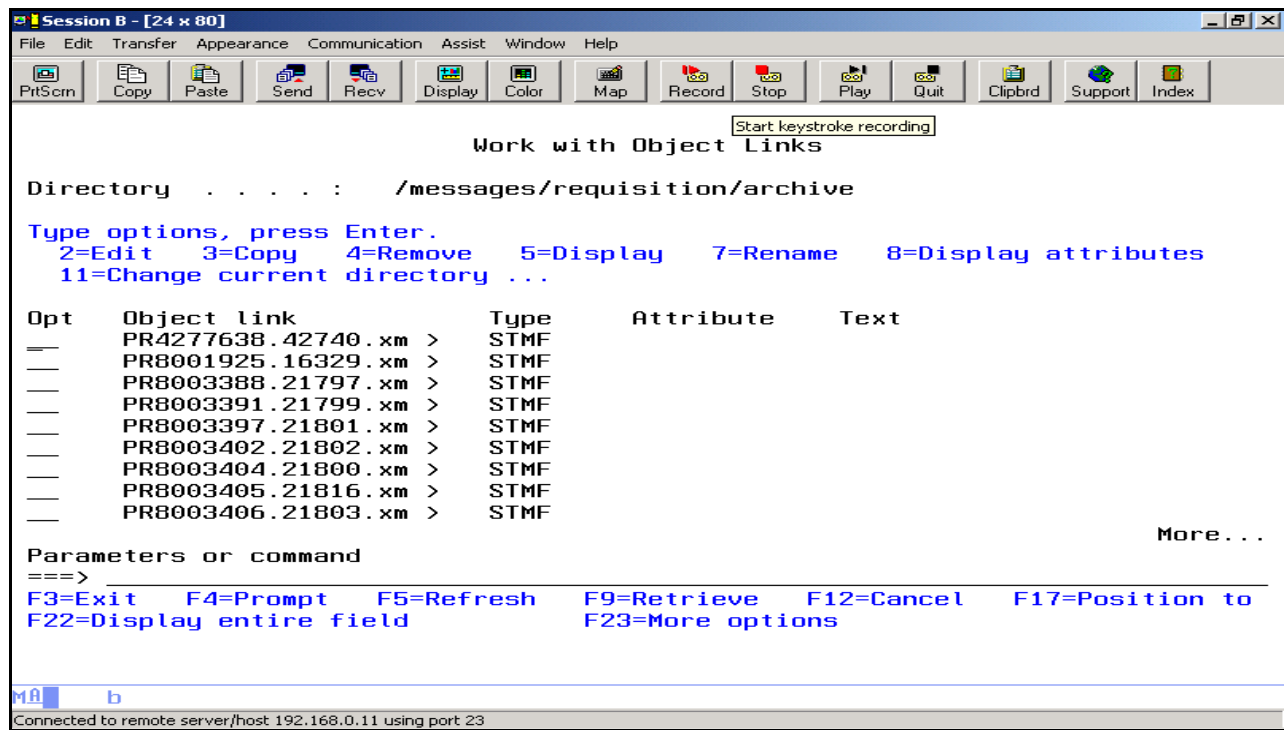 Session B - [24 x 80]
File Edit Transfer Appearance Communication Assist Window Help
PrtScrn Copy Paste Send Recv Display Color Map Record Stop Play Quit Clipbrd Support Index
Start keystroke recording
Work with Object Links
Directory . . . . : /messages/requisition/archive
Type options, press Enter.
2=Edit 3=Copy 4=Remove 5=Display 7=Rename 8=Display attributes
11=Change current directory ...
Opt Object link Type Attribute Text
PR4277638.42740.xm > STMF
PR8001925.16329.xm > STMF
PR8003388.21797.xm > STMF
PR8003391.21799.xm > STMF
PR8003397.21801.xm > STMF
PR8003402.21802.xm > STMF
PR8003404.21800.xm > STMF
PR8003405.21816.xm > STMF
PR8003406.21803.xm > STMF
More...
Parameters or command
===>
F3=Exit F4=Prompt F5=Refresh F9=Retrieve F12=Cancel F17=Position to
F22=Display entire field F23=More options
MA b
Connected to remote server/host 192.168.0.11 using port 23